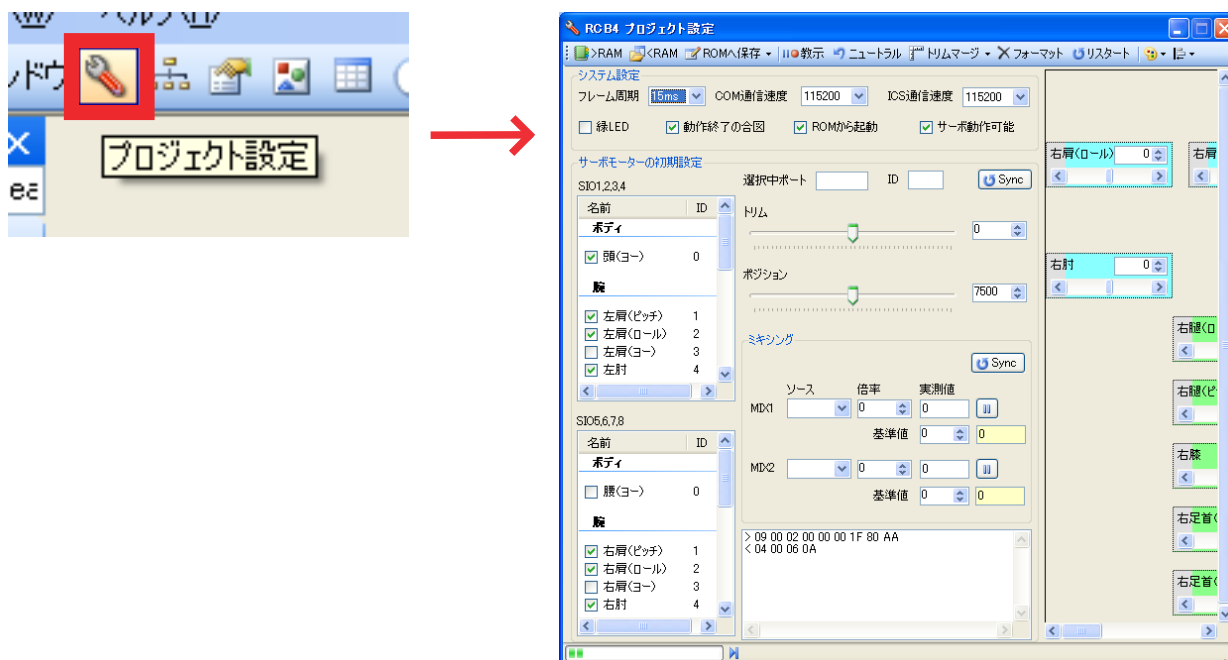 ﾍﾙﾌﾟ(H)
プロジェクト設定
RCB4 プロジェクト設定
>RAM <RAM ROMへ保存 教示 ニュートラル トリムマージ フォーマット リスタート
システム設定
フレーム周期 15ms COM通信速度 115200 ICS通信速度 115200
緑LED 動作終了の合図 ROMから起動 サーボ動作可能
サーボモーターの初期設定
SIO1,2,3,4
名前 ID
ボディ
頭(ヨー) 0
腕
左肩(ピッチ) 1
左肩(ロール) 2
左肩(ヨー) 3
左肘 4
SIO5,6,7,8
名前 ID
ボディ
腰(ヨー) 0
腕
右肩(ピッチ) 1
右肩(ロール) 2
右肩(ヨー) 3
右肘 4
選択中ポート ID Sync
トリム
0
ポジション
7500
ミキシング
Sync
ソース 倍率 実測値
MIX1 0 0
基準値 0 0
MIX2 0 0
基準値 0 0
> 09 00 02 00 00 00 1F 80 AA
< 04 00 06 0A
右肩(ロール) 0
右肩
右肘 0
右腿(ロ
右腿(ピ
右膝
右足首(
右足首(